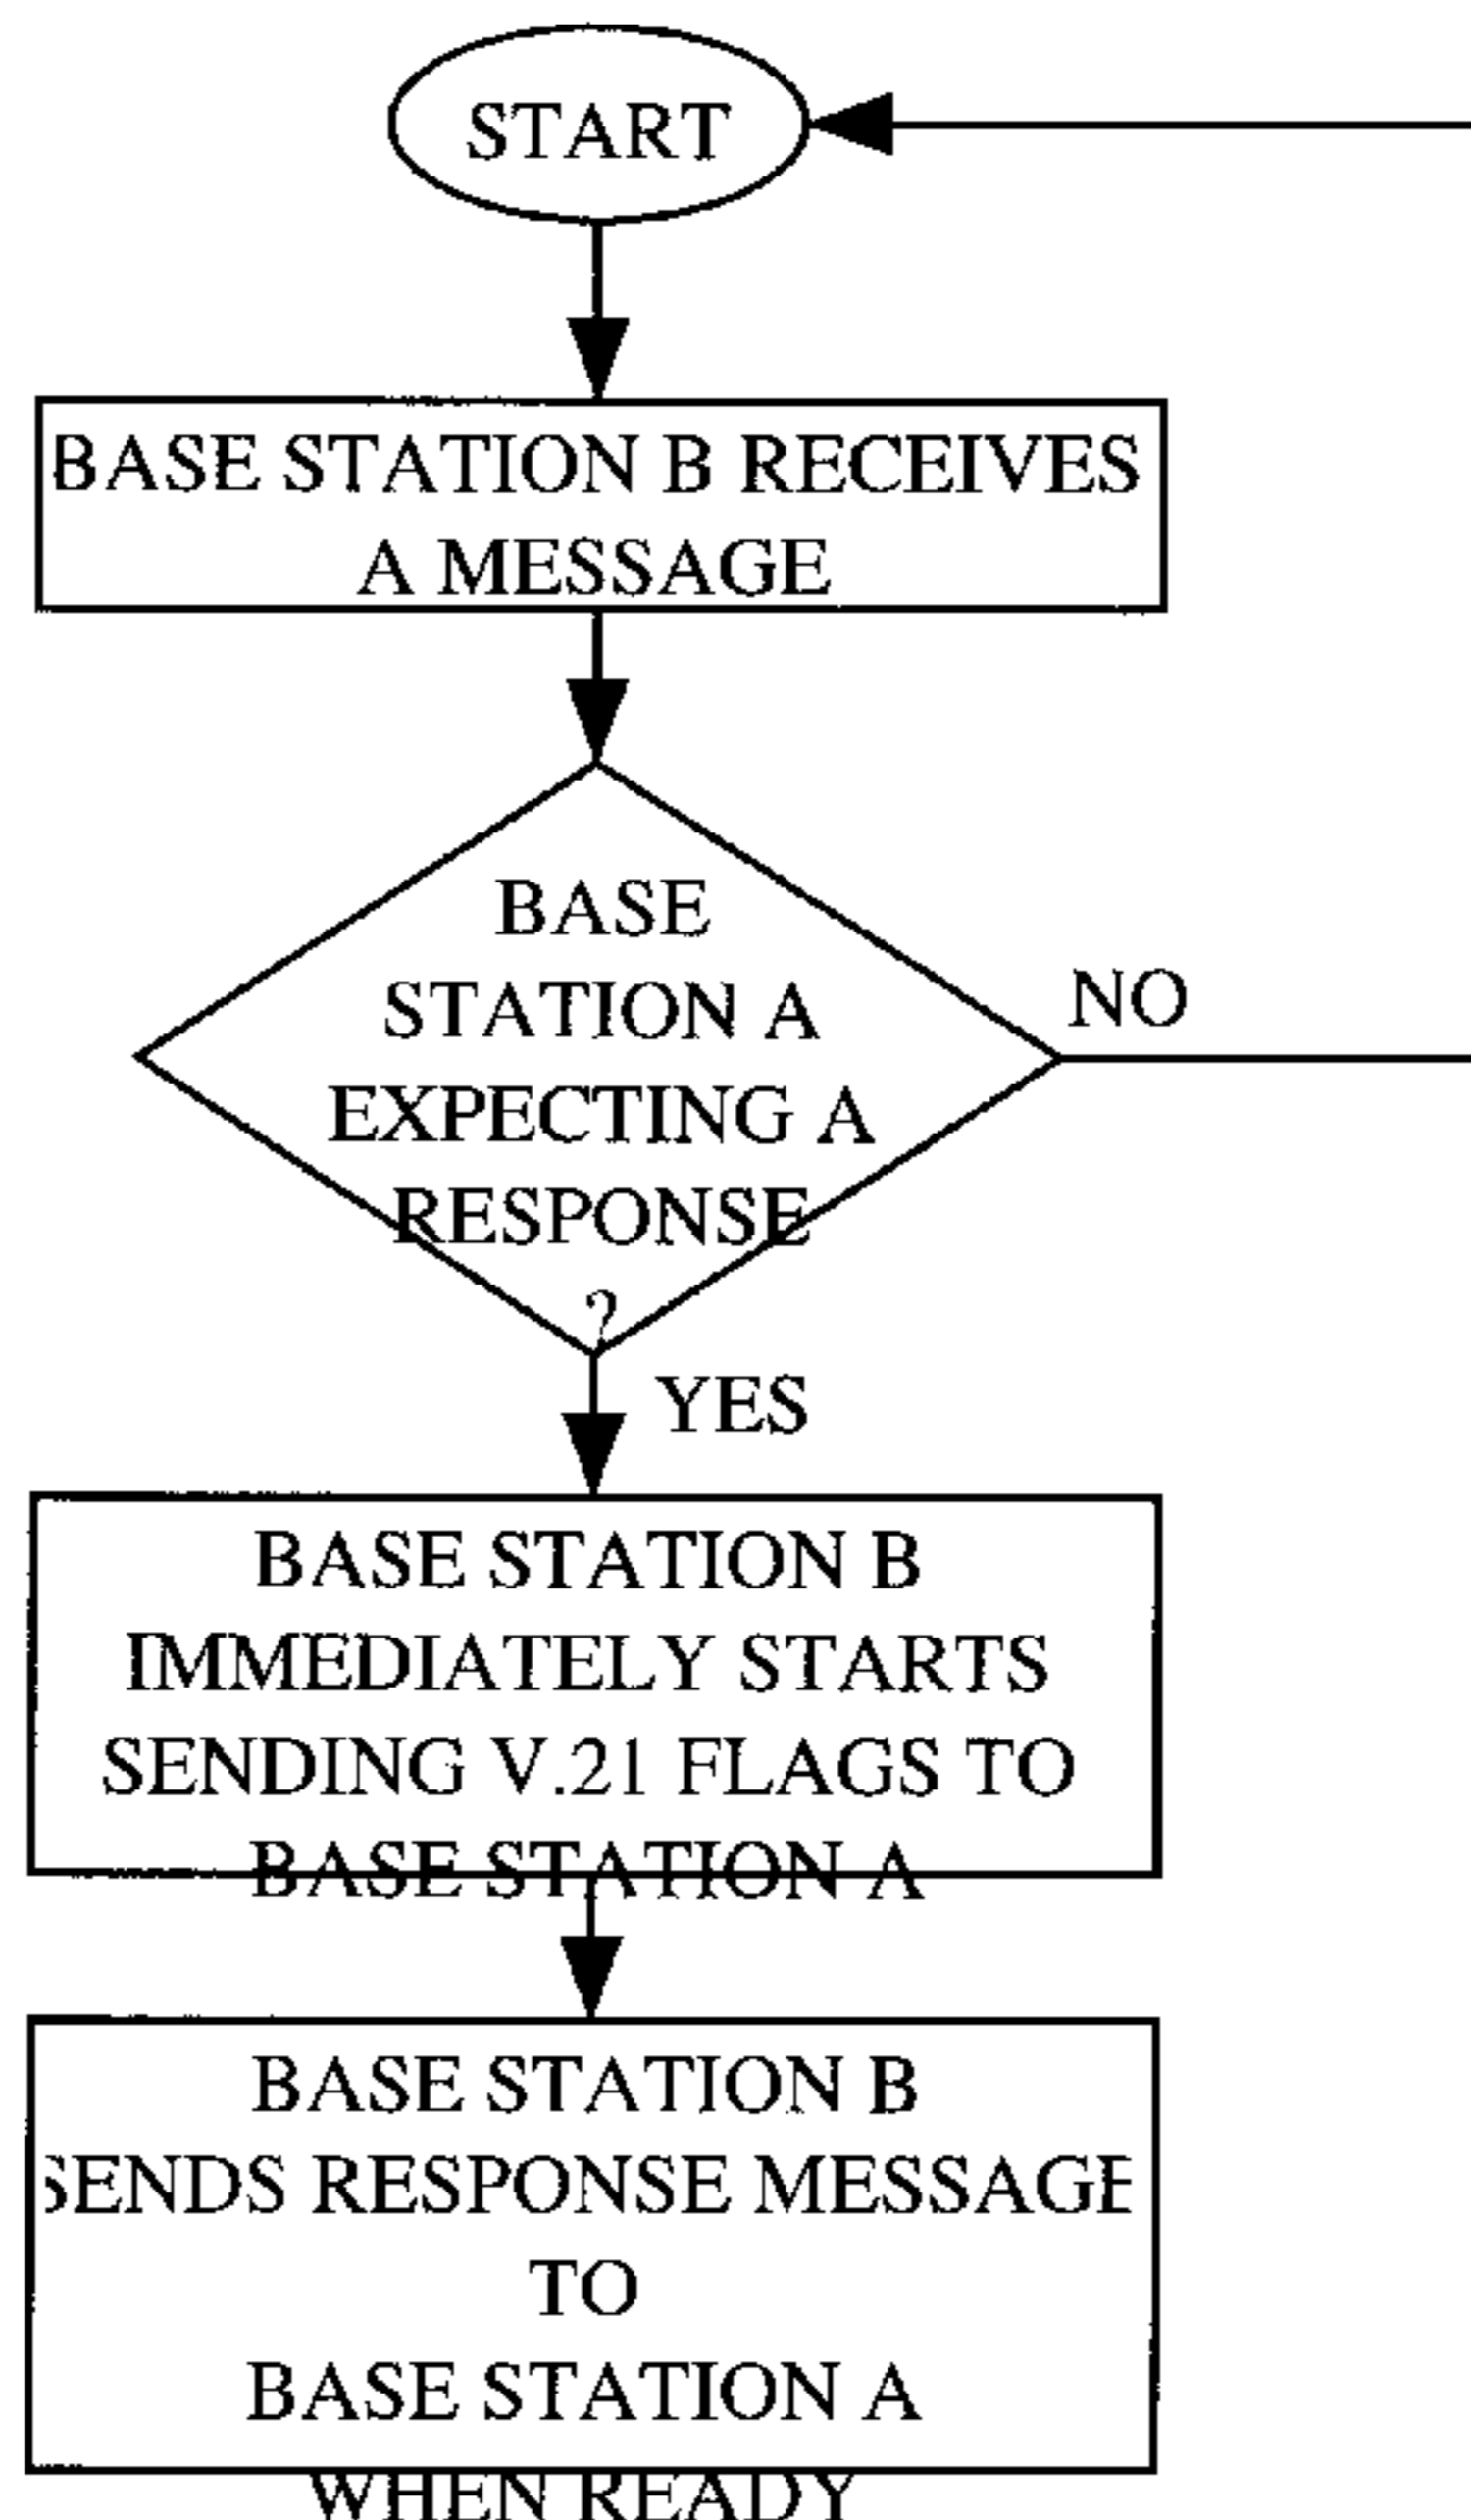 START
BASE STATION B RECEIVES
A MESSAGE
BASE
STATION A
EXPECTING A
RESPONSE
?
NO
YES
BASE STATION B
IMMEDIATELY STARTS
SENDING V.21 FLAGS TO
BASE STATION A
BASE STATION B
SENDS RESPONSE MESSAGE
TO
BASE STATION A
WHEN READY